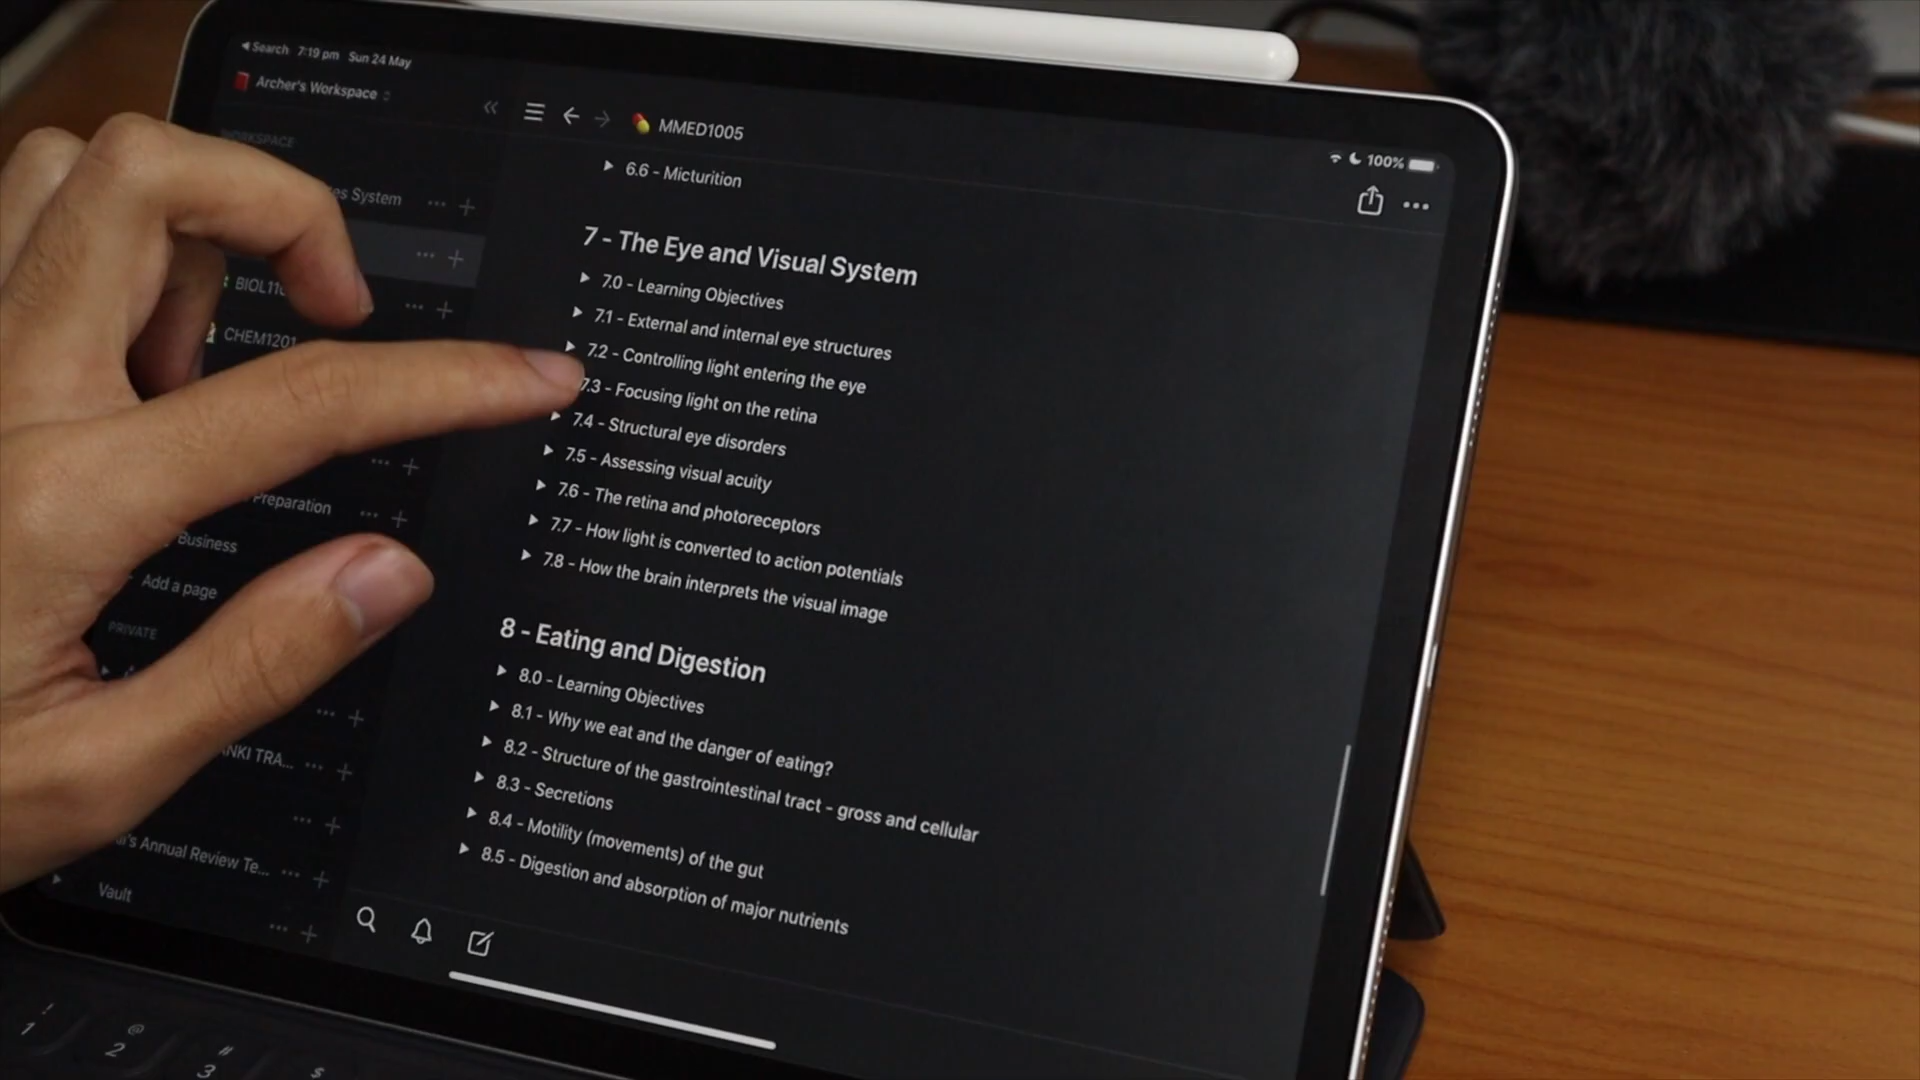 Search 7:19 pm Sun 24 May
Archer's Workspace
WORKSPACE
System
BIOL11
CHEM1201
Preparation
Business
Add a page
PRIVATE
ANKI TRA...
Annual Review Te...
Vault
MMED1005
100%
6.6 - Micturition
7 - The Eye and Visual System
7.0 - Learning Objectives
7.1 - External and internal eye structures
7.2 - Controlling light entering the eye
7.3 - Focusing light on the retina
7.4 - Structural eye disorders
7.5 - Assessing visual acuity
7.6 - The retina and photoreceptors
7.7 - How light is converted to action potentials
7.8 - How the brain interprets the visual image
8 - Eating and Digestion
8.0 - Learning Objectives
8.1 - Why we eat and the danger of eating?
8.2 - Structure of the gastrointestinal tract - gross and cellular
8.3 - Secretions
8.4 - Motility (movements) of the gut
8.5 - Digestion and absorption of major nutrients
! @ # $
1 2 3